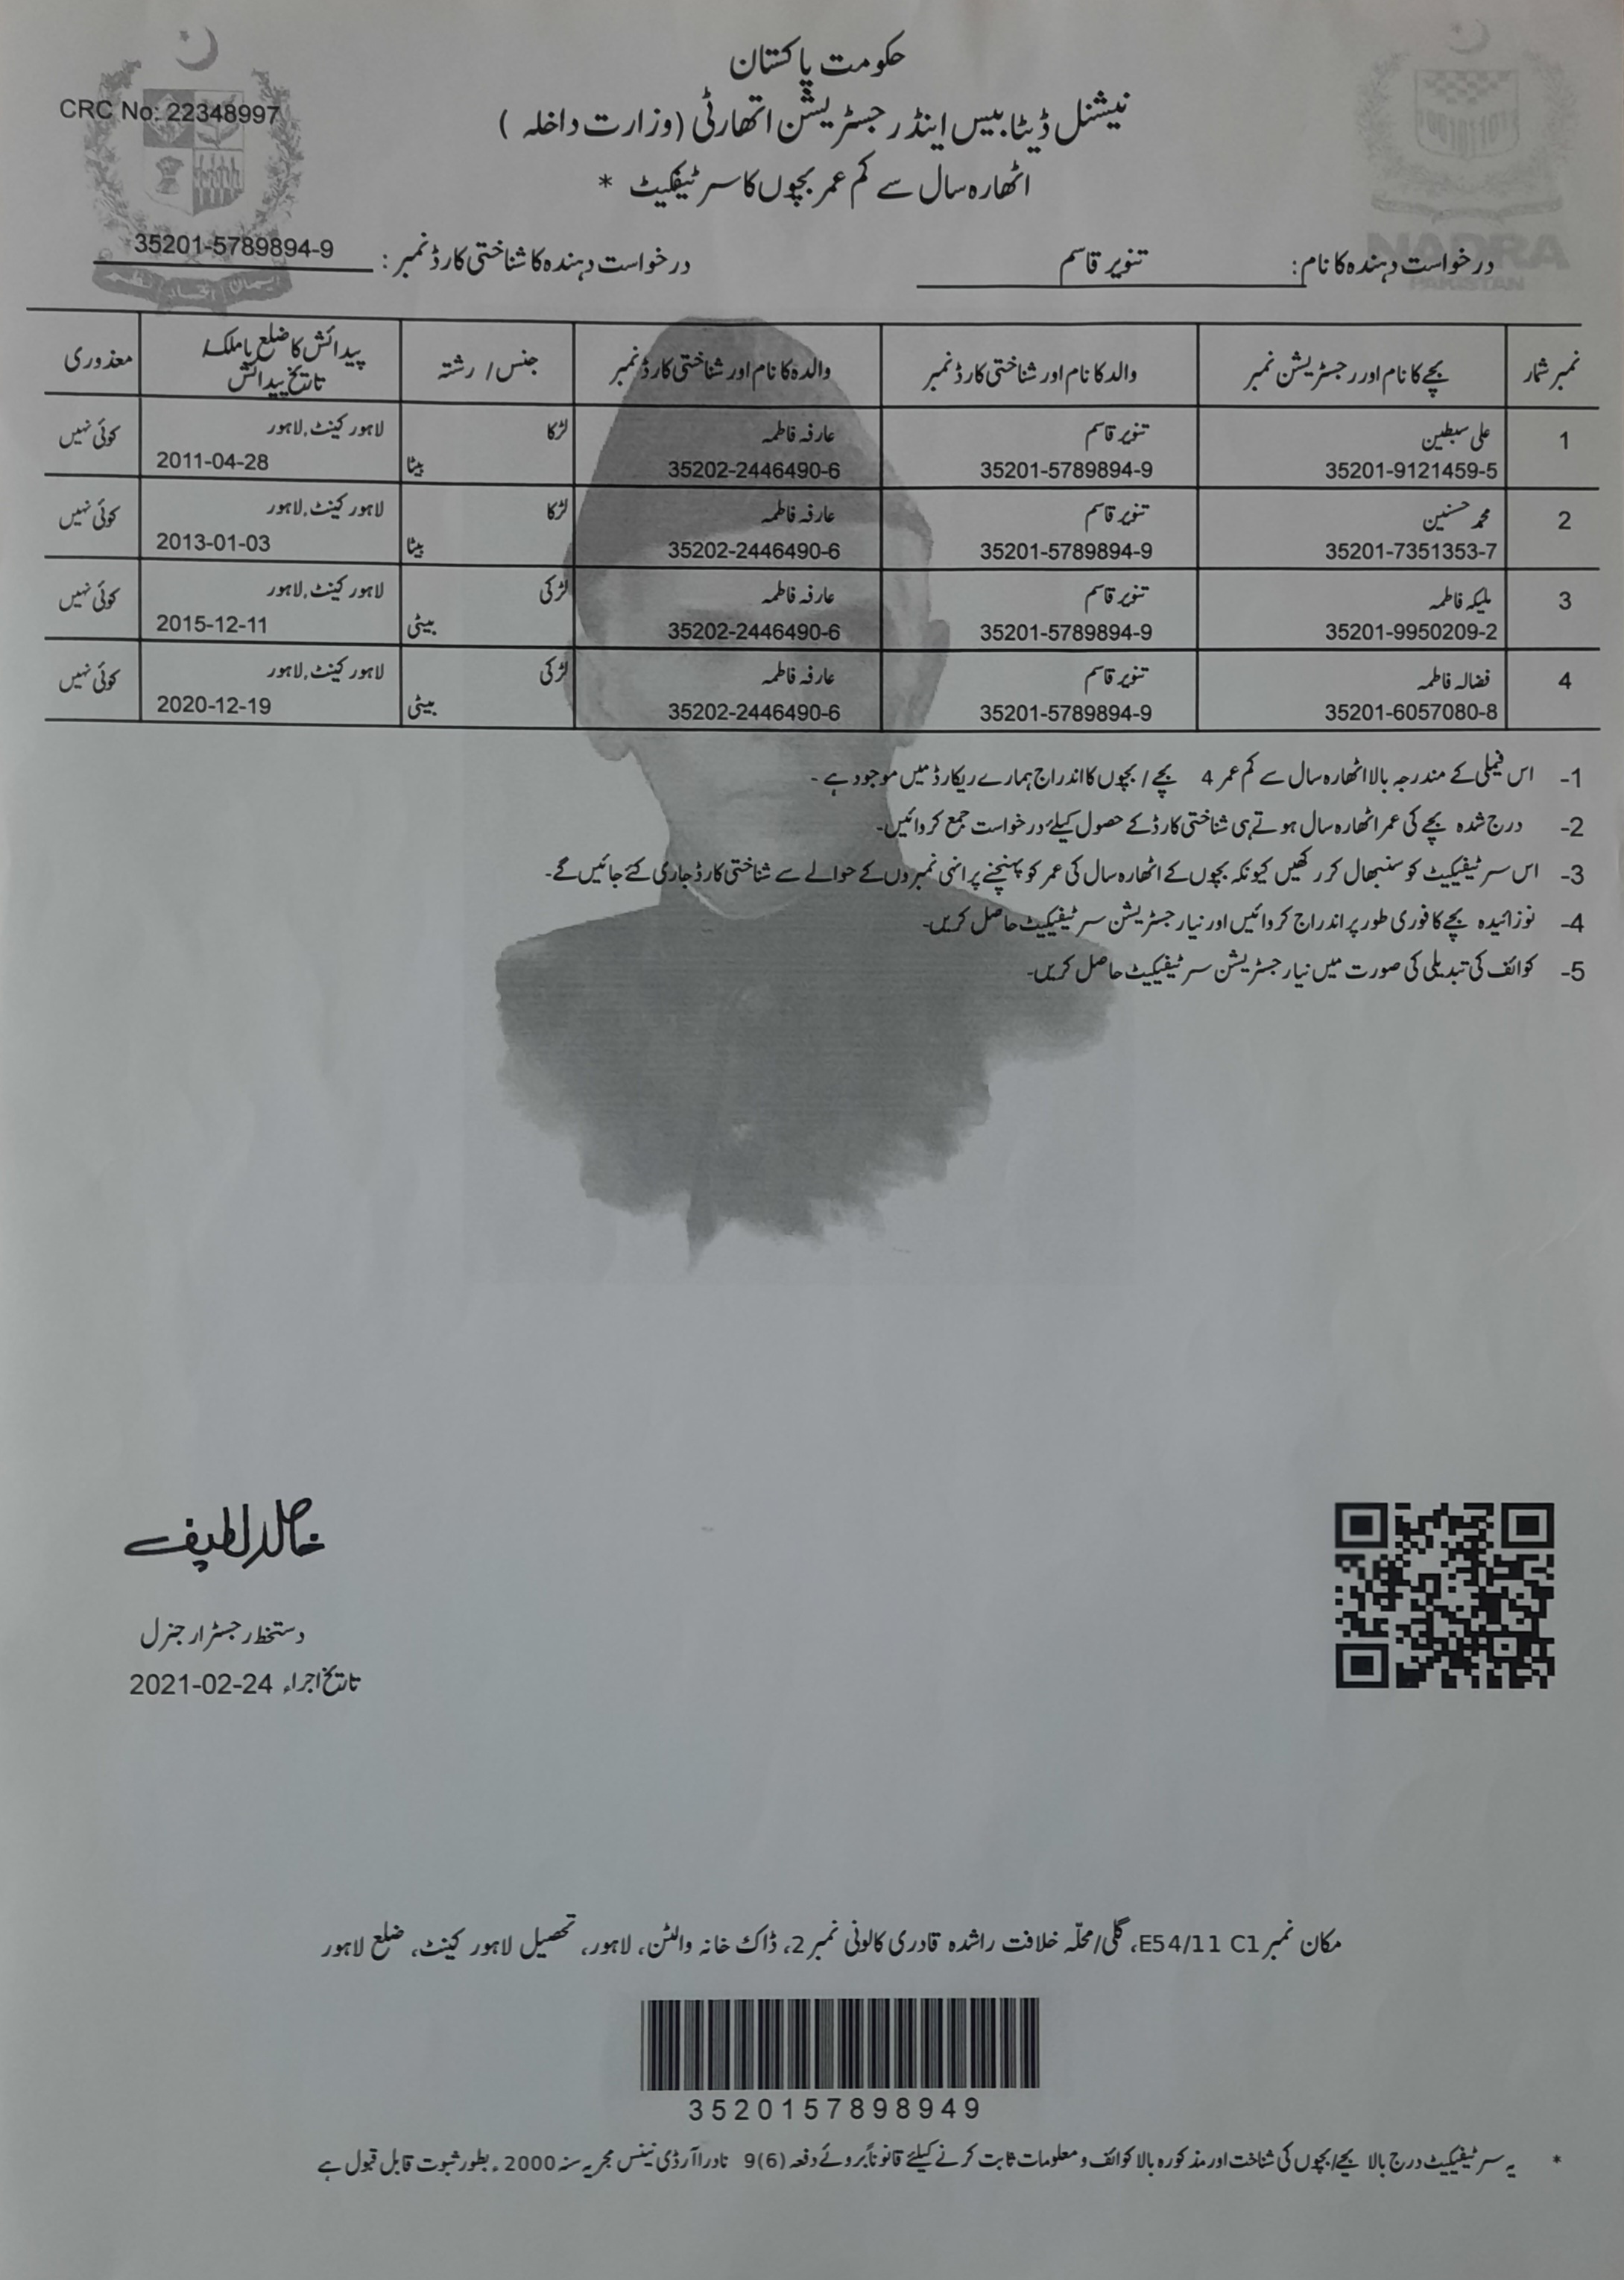 CRC No: 22348997
حکومت پاکستان
نیشنل ڈیٹا بیس اینڈ رجسٹریشن اتھارٹی (وزارت داخلہ)
اٹھارہ سال سے کم عمر بچوں کا سرٹیفکیٹ *
NADRA
PAKISTAN
ایمان اتحاد نظم
درخواست دہندہ کا نام: تنویر قاسم درخواست دہندہ کا شناختی کارڈ نمبر: 35201-5789894-9
نمبر شمار بچے کا نام اور رجسٹریشن نمبر والد کا نام اور شناختی کارڈ نمبر والدہ کا نام اور شناختی کارڈ نمبر جنس/ رشتہ پیدائش کا ضلع یا ملک/ تاریخ پیدائش معذوری
1 علی سبطین تنویر قاسم عارفہ فاطمہ لڑکا لاہور کینٹ, لاہور کوئی نہیں
35201-9121459-5 35201-5789894-9 35202-2446490-6 بیٹا 2011-04-28
2 محمد حسنین تنویر قاسم عارفہ فاطمہ لڑکا لاہور کینٹ, لاہور کوئی نہیں
35201-7351353-7 35201-5789894-9 35202-2446490-6 بیٹا 2013-01-03
3 ملیکہ فاطمہ تنویر قاسم عارفہ فاطمہ لڑکی لاہور کینٹ, لاہور کوئی نہیں
35201-9950209-2 35201-5789894-9 35202-2446490-6 بیٹی 2015-12-11
4 فضالہ فاطمہ تنویر قاسم عارفہ فاطمہ لڑکی لاہور کینٹ, لاہور کوئی نہیں
35201-6057080-8 35201-5789894-9 35202-2446490-6 بیٹی 2020-12-19
1- اس فیملی کے مندرجہ بالا اٹھارہ سال سے کم عمر 4 بچے / بچوں کا اندراج ہمارے ریکارڈ میں موجود ہے -
2- درج شدہ بچے کی عمر اٹھارہ سال ہوتے ہی شناختی کارڈ کے حصول کیلئے درخواست جمع کروائیں-
3- اس سرٹیفیکیٹ کو سنبھال کر رکھیں کیونکہ بچوں کے اٹھارہ سال کی عمر کو پہنچنے پر انہی نمبروں کے حوالے سے شناختی کارڈ جاری کئے جائیں گے-
4- نوزائیدہ بچے کا فوری طور پر اندراج کروائیں اور نیا رجسٹریشن سرٹیفیکیٹ حاصل کریں-
5- کوائف کی تبدیلی کی صورت میں نیا رجسٹریشن سرٹیفیکیٹ حاصل کریں-
خالد لطیف
دستخط رجسٹرار جنرل
تاریخ اجراء 2021-02-24
مکان نمبر E54/11 C1، گلی/محلّہ خلافت راشدہ قادری کالونی نمبر 2، ڈاک خانہ والٹن، لاہور، تحصیل لاہور کینٹ، ضلع لاہور
3520157898949
* یہ سرٹیفیکیٹ درج بالا بچے/بچوں کی شناخت اور مذکورہ بالا کوائف و معلومات ثابت کرنے کیلئے قانوناً بروئے دفعہ (6)9 نادرا آرڈی نینس مجریہ سنہ 2000 ۔ بطور ثبوت قابل قبول ہے